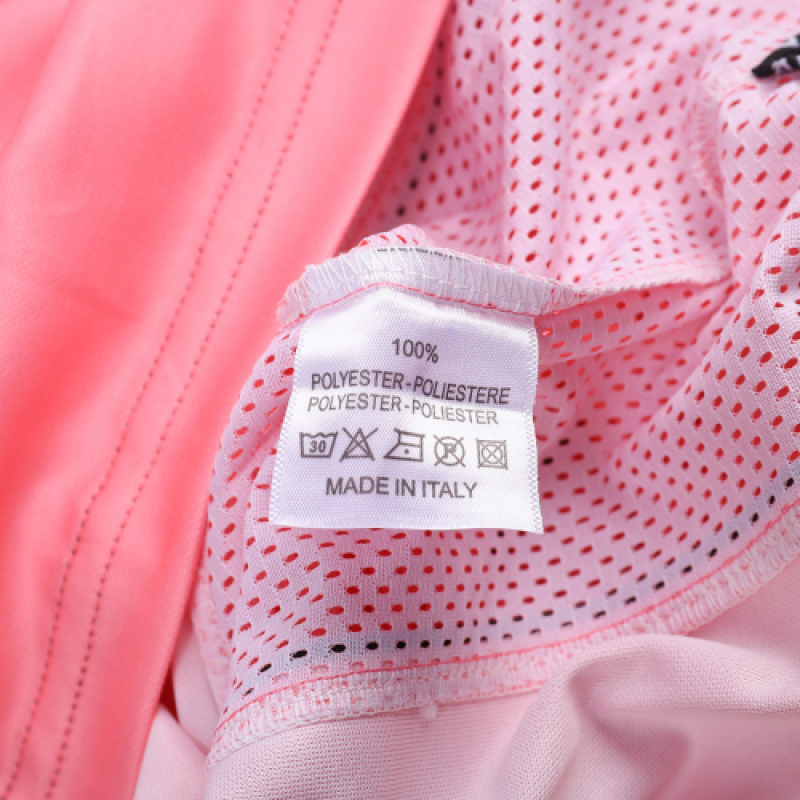 100%
POLYESTER-POLIESTERE
POLYESTER-POLIESTER
30 R
MADE IN ITALY